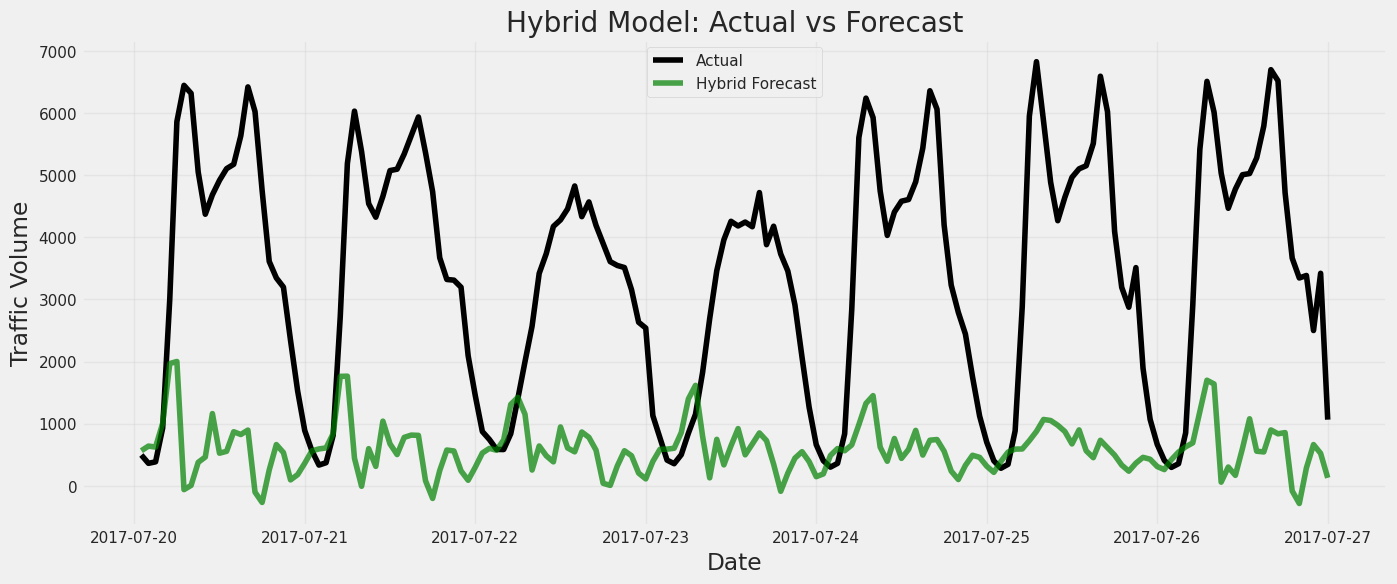 Hybrid Model: Actual vs Forecast
Actual
Hybrid Forecast
Traffic Volume
7000
6000
5000
4000
3000
2000
1000
0
2017-07-20 2017-07-21 2017-07-22 2017-07-23 2017-07-24 2017-07-25 2017-07-26 2017-07-27
Date